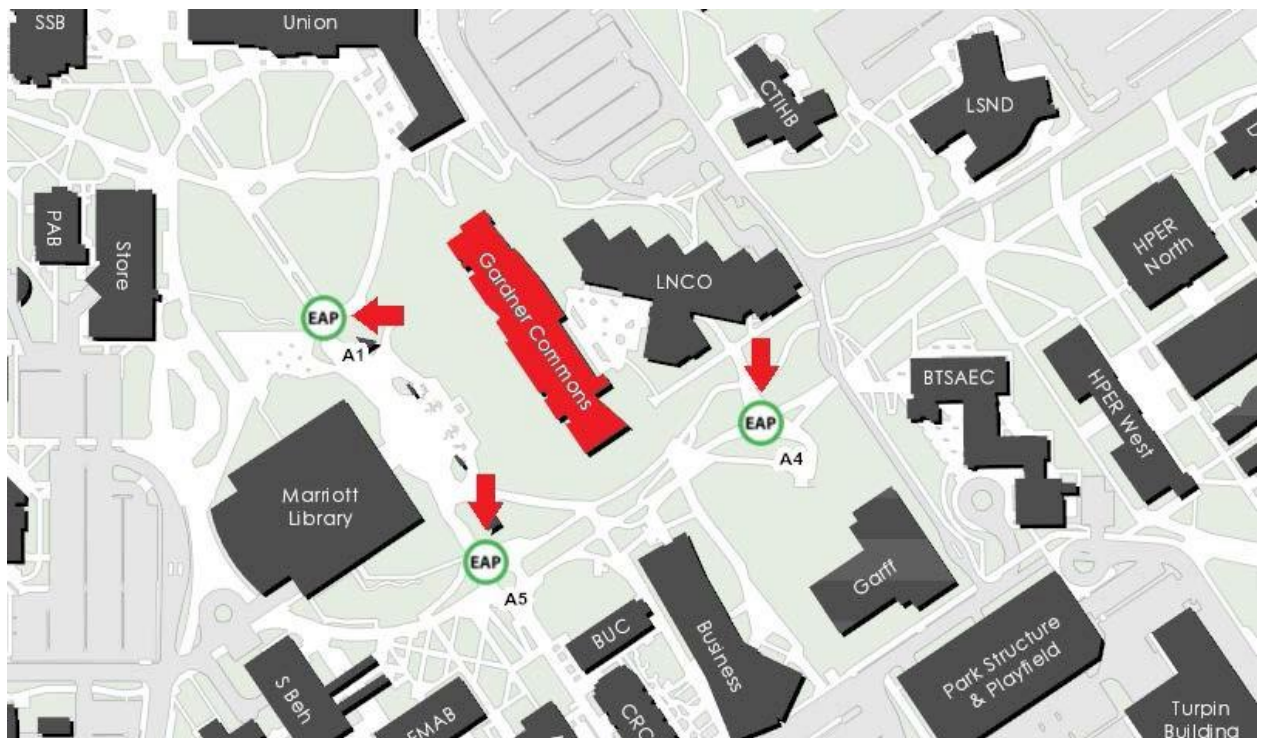 SSB
Union
CTIHB
LSND
PAB
Store
Gardner Commons
LNCO
HPER
North
EAP
A1
EAP
A4
BTSAEC
HPER West
Marriott
Library
EAP
A5
Garff
BUC
Business
S Beh
FMAB
CRC
Park Structure
& Playfield
Turpin
Building